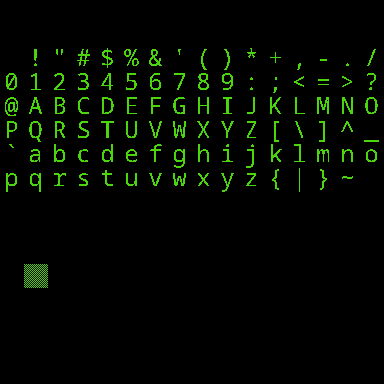 ! " # $ % & ' ( ) * + , - . /
0 1 2 3 4 5 6 7 8 9 : ; < = > ?
@ A B C D E F G H I J K L M N O
P Q R S T U V W X Y Z [ \ ] ^ _
` a b c d e f g h i j k l m n o
p q r s t u v w x y z { | } ~